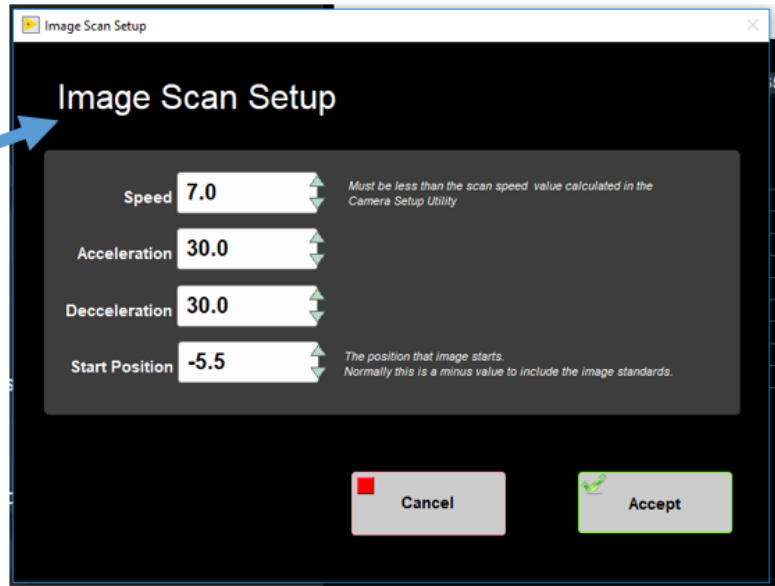 Image Scan Setup
Image Scan Setup
Speed 7.0
Must be less than the scan speed value calculated in the
Camera Setup Utility
Acceleration 30.0
Decceleration 30.0
Start Position -5.5
The position that image starts.
Normally this is a minus value to include the image standards.
Cancel
Accept